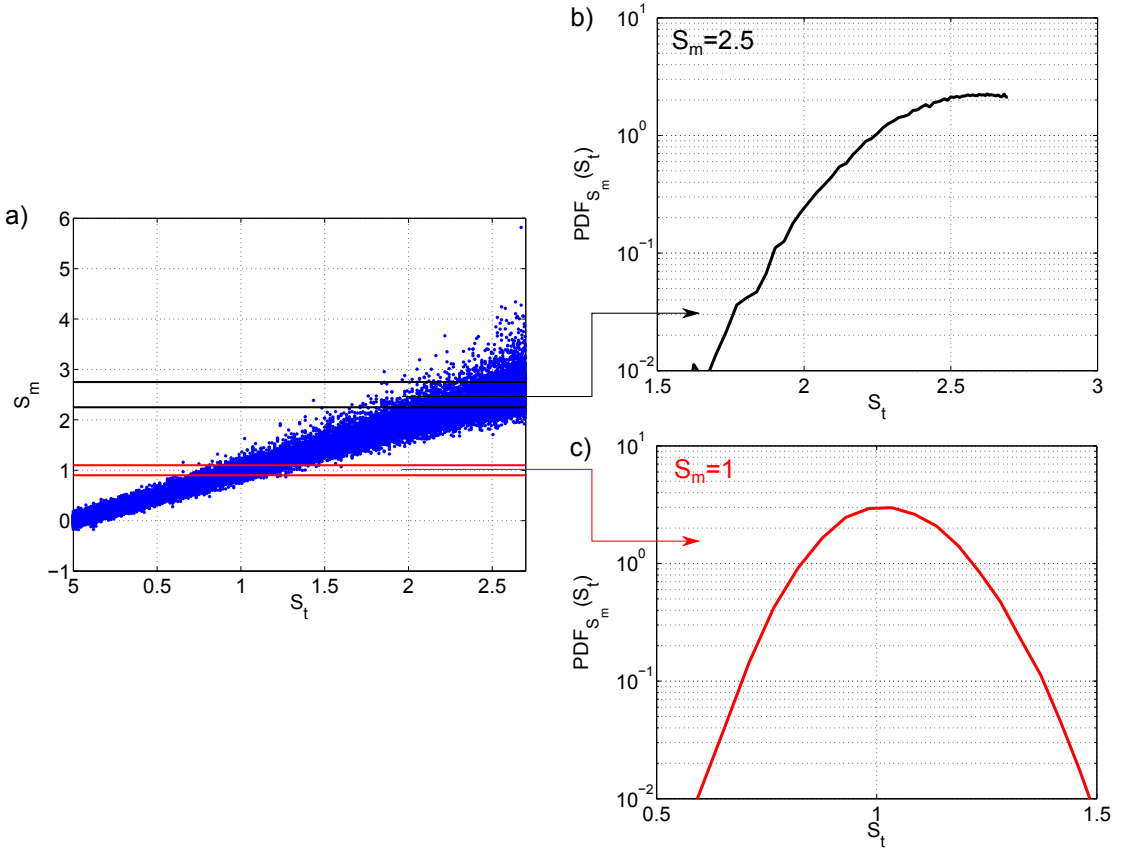 a)
6
5
4
3
2
1
0
−1
S_m
5 0.5 1 1.5 2 2.5
S_t
b)
S_m=2.5
10^1
10^0
10^−1
10^−2
PDF_{S_m}(S_t)
1.5 2 2.5 3
S_t
c)
S_m=1
10^1
10^0
10^−1
10^−2
PDF_{S_m}(S_t)
0.5 1 1.5
S_t